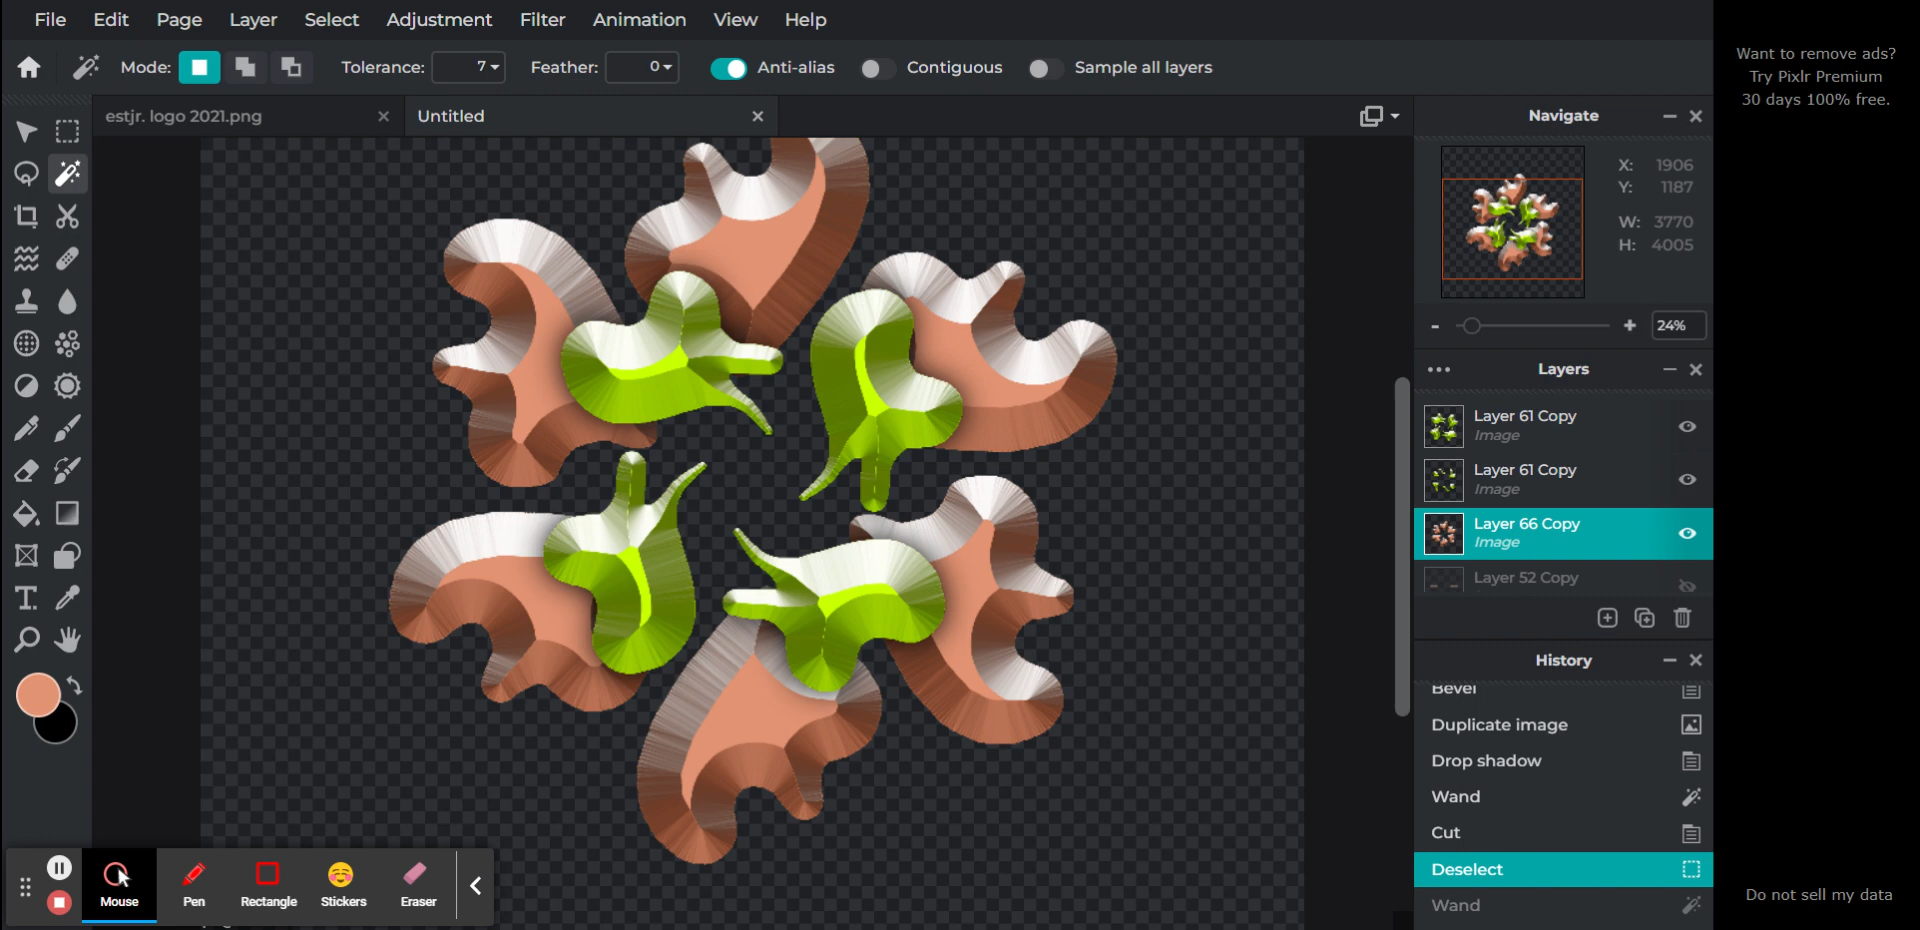 File Edit Page Layer Select Adjustment Filter Animation View Help
Mode: Tolerance: 7 Feather: 0 Anti-alias Contiguous Sample all layers
estjr. logo 2021.png Untitled
Want to remove ads?
Try Pixlr Premium
30 days 100% free.
Navigate
X: 1906
Y: 1187
W: 3770
H: 4005
- + 24%
Layers
Layer 61 Copy
Image
Layer 61 Copy
Image
Layer 66 Copy
Image
Layer 52 Copy
History
Bevel
Duplicate image
Drop shadow
Wand
Cut
Deselect
Wand
Mouse Pen Rectangle Stickers Eraser
Do not sell my data